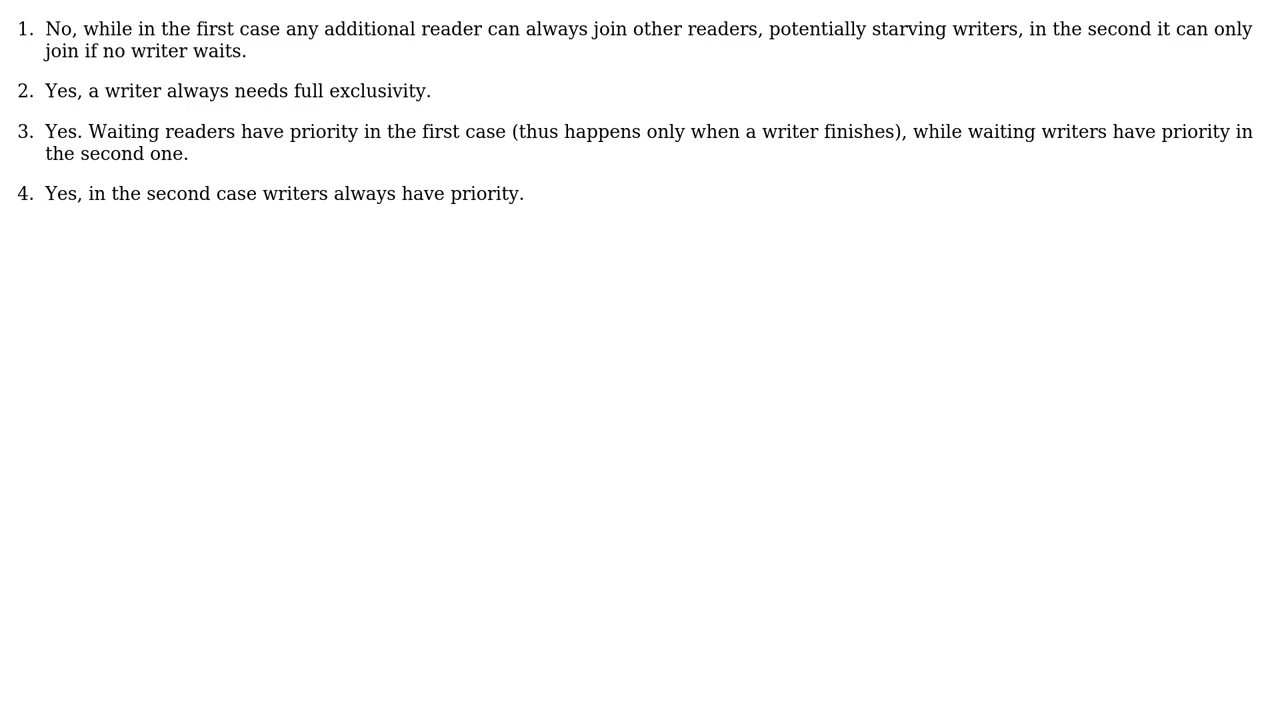 1. No, while in the first case any additional reader can always join other readers, potentially starving writers, in the second it can only
join if no writer waits.
2. Yes, a writer always needs full exclusivity.
3. Yes. Waiting readers have priority in the first case (thus happens only when a writer finishes), while waiting writers have priority in
the second one.
4. Yes, in the second case writers always have priority.